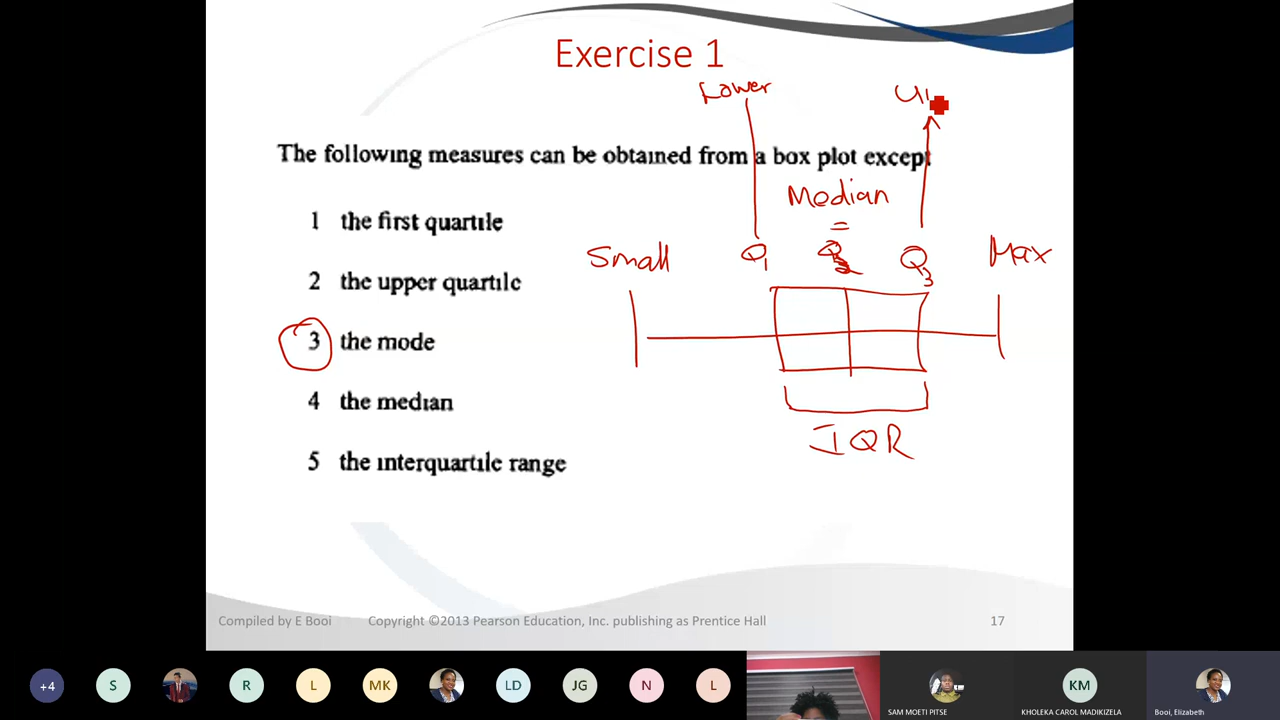 Exercise 1
Lower
The following measures can be obtained from a box plot except
Median
=
1 the first quartile
Small Q1 Q2 Q3 Max
2 the upper quartile
3 the mode
4 the median
IQR
5 the interquartile range
Compiled by E Booi Copyright ©2013 Pearson Education, Inc. publishing as Prentice Hall 17
+4 S R L MK LD JG N L KM
SAM MOETI PITSE KHOLEKA CAROL MADIKIZELA Booi, Elizabeth